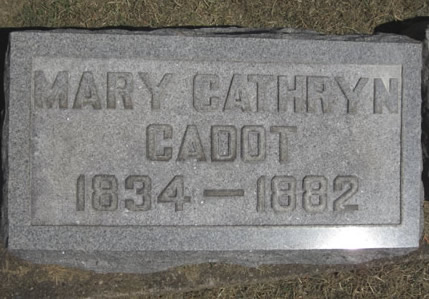 MARY CATHRYN
CADOT
1834 — 1882